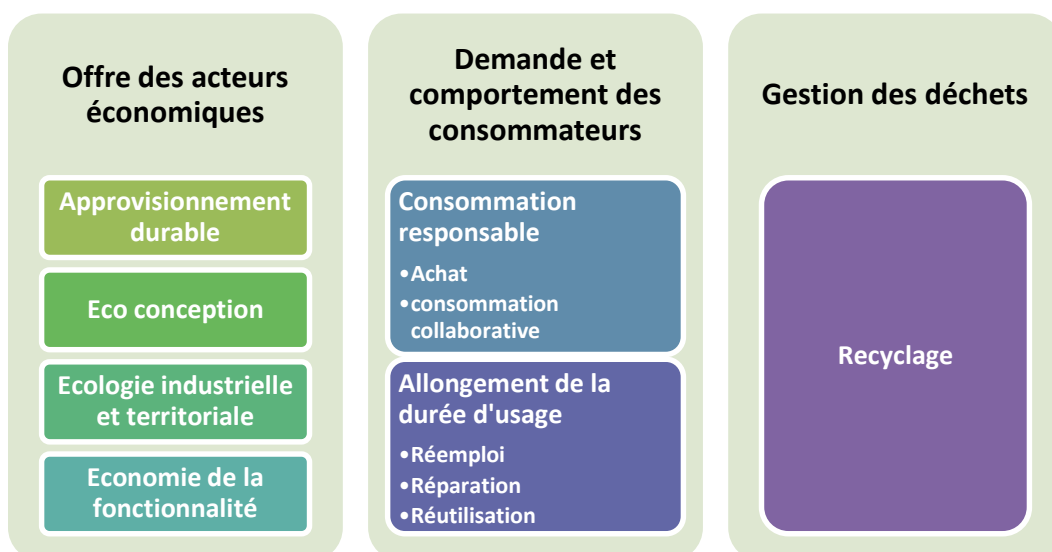 Offre des acteurs
économiques
Approvisionnement
durable
Eco conception
Ecologie industrielle
et territoriale
Economie de la
fonctionnalité
Demande et
comportement des
consommateurs
Consommation
responsable
•Achat
•consommation
collaborative
Allongement de la
durée d'usage
•Réemploi
•Réparation
•Réutilisation
Gestion des déchets
Recyclage